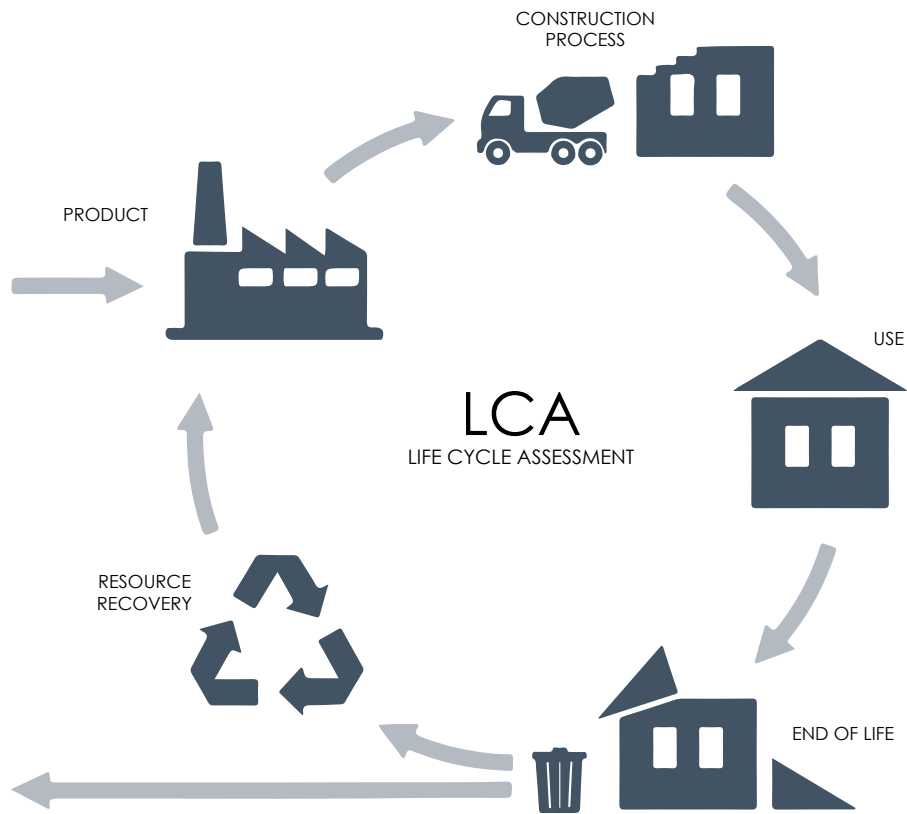 CONSTRUCTION
PROCESS
PRODUCT
USE
LCA
LIFE CYCLE ASSESSMENT
RESOURCE
RECOVERY
END OF LIFE